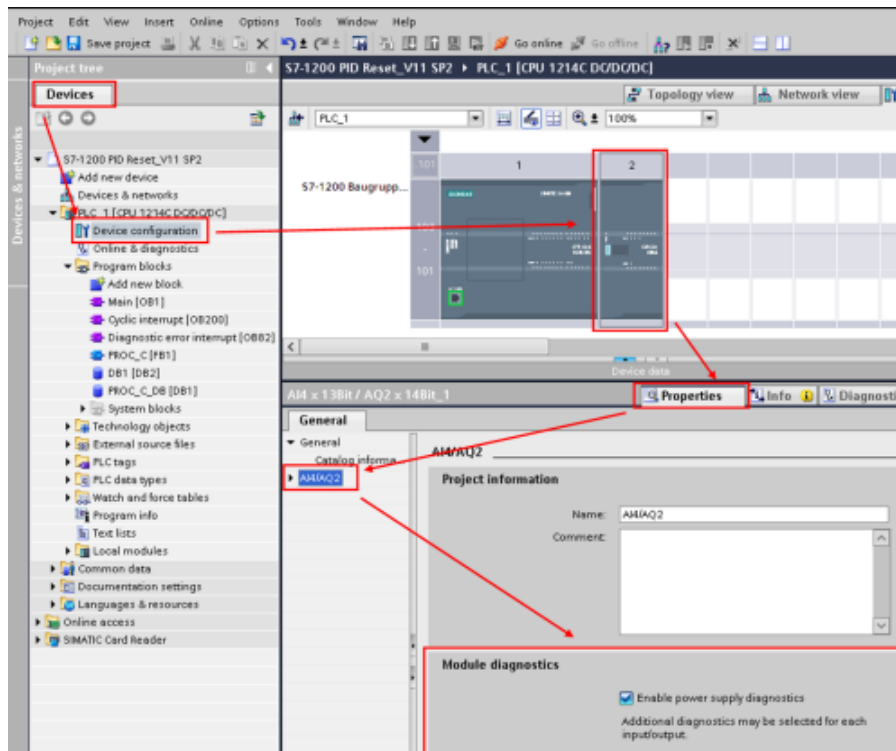 Project Edit View Insert Online Options Tools Window Help
Save project Go online Go offline
Project tree
S7-1200 PID Reset_V11 SP2 PLC_1 [CPU 1214C DC/DC/DC]
Devices
Topology view Network view
PLC_1 100%
Devices & networks
S7-1200 PID Reset_V11 SP2
Add new device
Devices & networks
PLC_1 [CPU 1214C DC/DC/DC]
Device configuration
Online & diagnostics
Program blocks
Add new block
Main [OB1]
Cyclic interrupt [OB200]
Diagnostic error interrupt [OB82]
PROC_C [FB1]
DB1 [DB2]
PROC_C_DB [DB1]
System blocks
Technology objects
External source files
PLC tags
PLC data types
Watch and force tables
Program info
Text lists
Local modules
Common data
Documentation settings
Languages & resources
Online access
SIMATIC Card Reader
101 1 2
S7-1200 Baugrupp...
101
Device data
AI4 x 13Bit / AQ2 x 14Bit_1
Properties Info Diagnosti
General
General
Catalog informa
AI4/AQ2
AI4/AQ2
Project information
Name: AI4/AQ2
Comment:
Module diagnostics
Enable power supply diagnostics
Additional diagnostics may be selected for each
input/output.